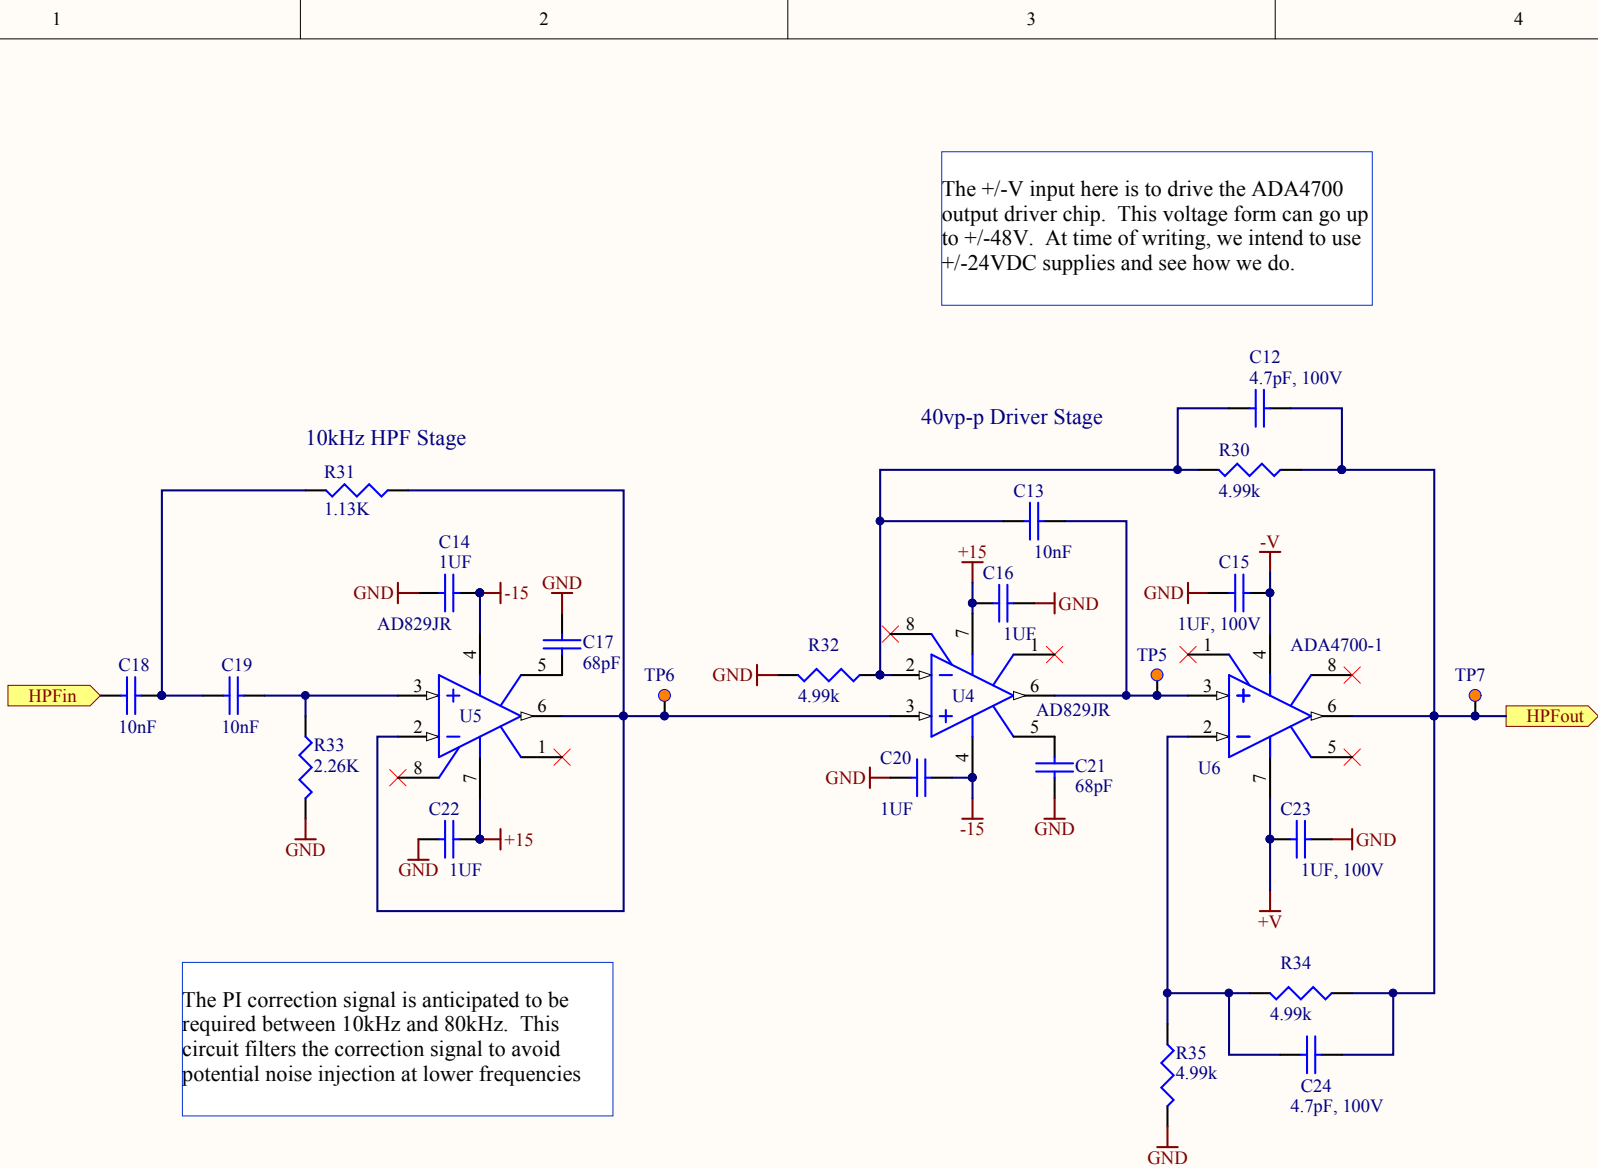 1
2
3
4
The +/-V input here is to drive the ADA4700
output driver chip.  This voltage form can go up
to +/-48V.  At time of writing, we intend to use
+/-24VDC supplies and see how we do.
10kHz HPF Stage
R31
1.13K
C14
1UF
GND
-15
GND
AD829JR
C17
68pF
HPFin
C18
10nF
C19
10nF
R33
2.26K
GND
3
2
8
4
5
6
1
7
U5
C22
1UF
GND
+15
TP6
40vp-p Driver Stage
C12
4.7pF, 100V
R30
4.99k
C13
10nF
+15
C16
1UF
GND
GND
R32
4.99k
8
2
3
7
1
6
5
4
U4
AD829JR
C20
1UF
GND
-15
C21
68pF
GND
TP5
-V
C15
GND
1UF, 100V
ADA4700-1
1
3
2
4
8
6
5
7
U6
C23
GND
1UF, 100V
+V
TP7
HPFout
R34
4.99k
R35
4.99k
C24
4.7pF, 100V
GND
The PI correction signal is anticipated to be
required between 10kHz and 80kHz.  This
circuit filters the correction signal to avoid
potential noise injection at lower frequencies